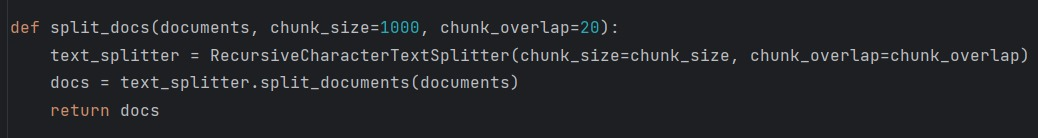 def split_docs(documents, chunk_size=1000, chunk_overlap=20):
    text_splitter = RecursiveCharacterTextSplitter(chunk_size=chunk_size, chunk_overlap=chunk_overlap)
    docs = text_splitter.split_documents(documents)
    return docs